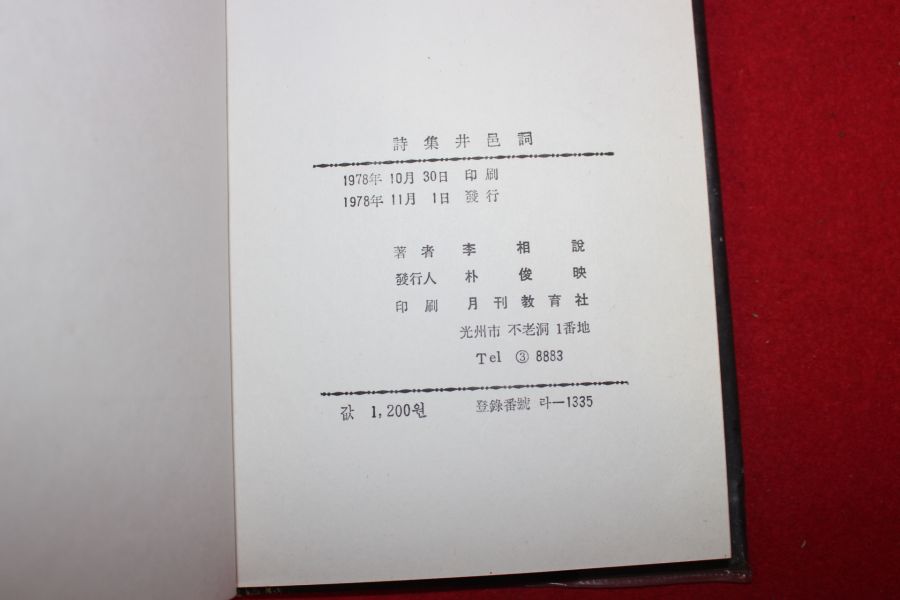 詩集井邑詞
1978年 10月 30日 印刷
1978年 11月 1日 發行
著者 李相說
發行人 朴俊映
印刷 月刊教育社
光州市 不老洞 1番地
Tel ③ 8883
값 1,200원 登錄番號 라-1335